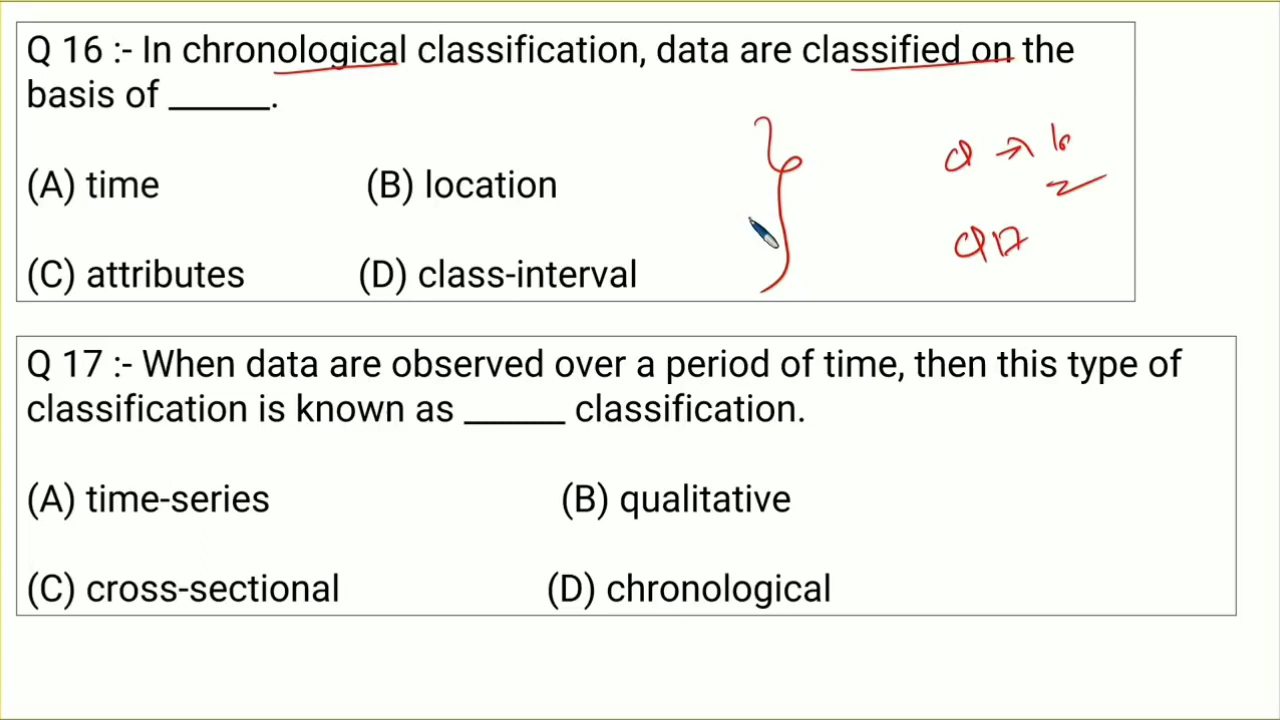 Q 16 :- In chronological classification, data are classified on the
basis of ______.
(A) time (B) location
(C) attributes (D) class-interval
Q 17
Q 17 :- When data are observed over a period of time, then this type of
classification is known as ______ classification.
(A) time-series (B) qualitative
(C) cross-sectional (D) chronological